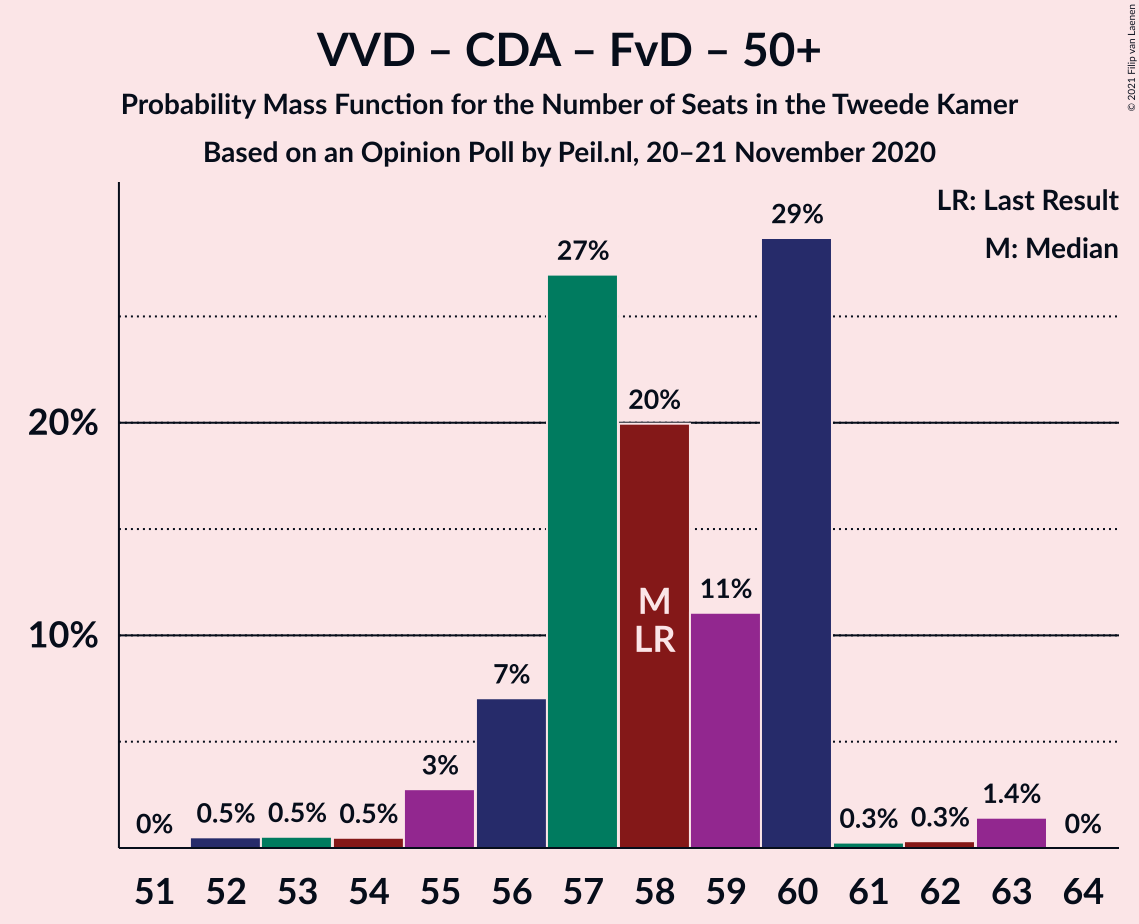 VVD – CDA – FvD – 50+
Probability Mass Function for the Number of Seats in the Tweede Kamer
Based on an Opinion Poll by Peil.nl, 20–21 November 2020
© 2021 Filip van Laenen
LR: Last Result
M: Median
29%
27%
20%
20%
11%
M
LR
10%
7%
3%
0%
0.5%
0.5%
0.5%
0.3%
0.3%
1.4%
0%
51 52 53 54 55 56 57 58 59 60 61 62 63 64